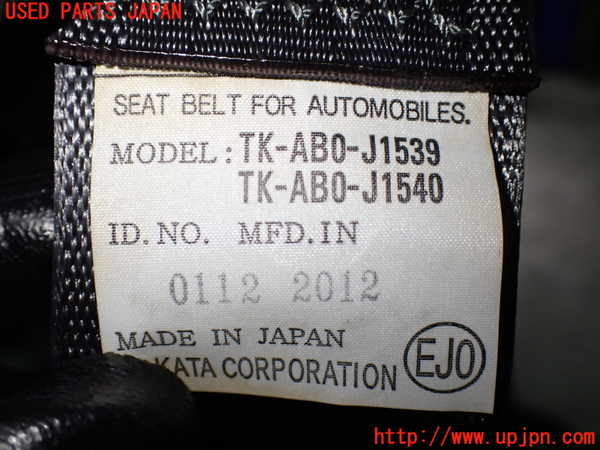 USED PARTS JAPAN
SEAT BELT FOR AUTOMOBILES.
MODEL: TK-AB0-J1539
TK-AB0-J1540
ID. NO. MFD. IN
0112 2012
MADE IN JAPAN
CORPORATION
EJO
http://www.upjpn.com/